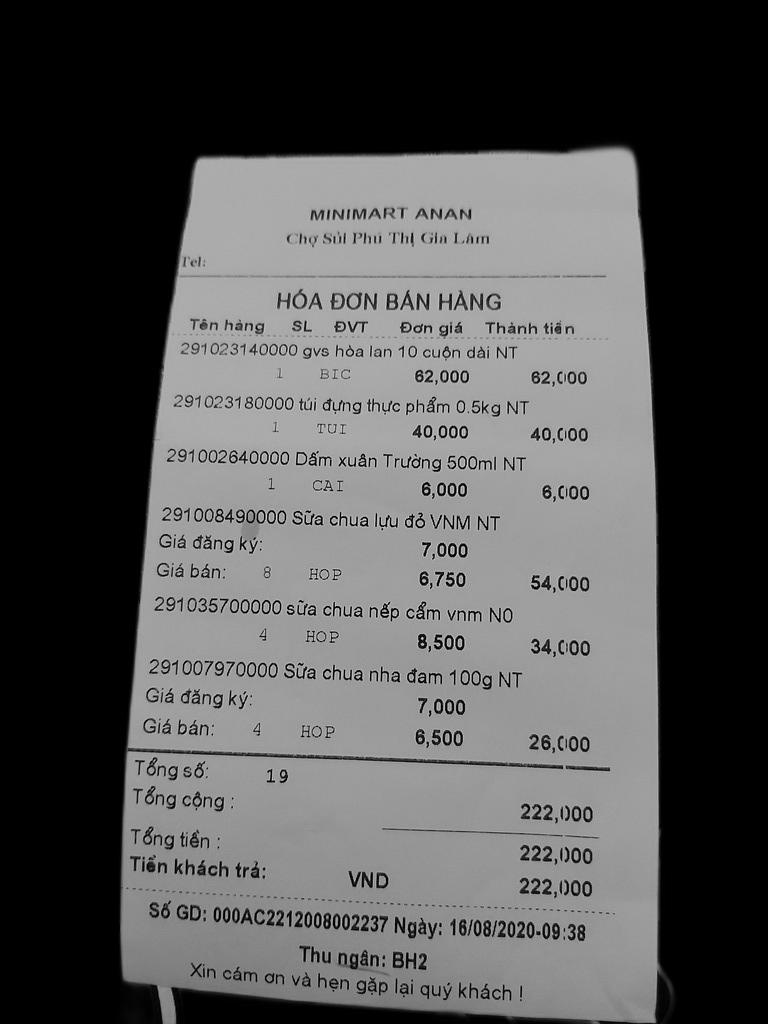 MINIMART ANAN
Chợ Sủi Phú Thị Gia Lâm
Tel:
HÓA ĐƠN BÁN HÀNG
Tên hàng SL ĐVT Đơn giá Thành tiền
291023140000 gvs hòa lan 10 cuộn dài NT
1 BIC 62,000 62,000
291023180000 túi đựng thực phẩm 0.5kg NT
1 TUI 40,000 40,000
291002640000 Dấm xuân Trường 500ml NT
1 CAI 6,000 6,000
291008490000 Sữa chua lựu đỏ VNM NT
Giá đăng ký: 7,000
Giá bán: 8 HOP 6,750 54,000
291035700000 sữa chua nếp cẩm vnm N0
4 HOP 8,500 34,000
291007970000 Sữa chua nha đam 100g NT
Giá đăng ký: 7,000
Giá bán: 4 HOP 6,500 26,000
Tổng số: 19
Tổng cộng : 222,000
Tổng tiền : 222,000
Tiền khách trả: VND 222,000
Số GD: 000AC2212008002237 Ngày: 16/08/2020-09:38
Thu ngân: BH2
Xin cám ơn và hẹn gặp lại quý khách !